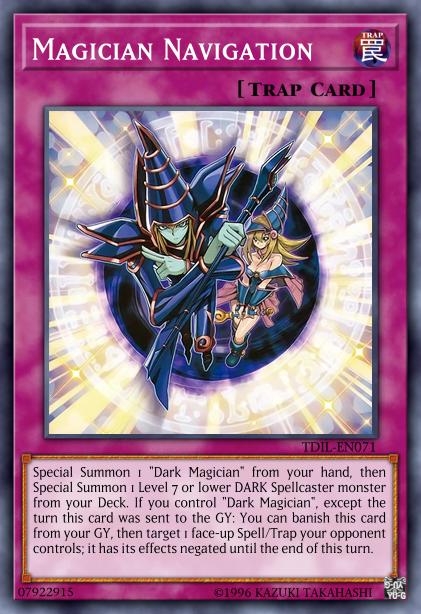 MAGICIAN NAVIGATION
TRAP
罠
[TRAP CARD]
TDIL-EN071
Special Summon 1 "Dark Magician" from your hand, then
Special Summon 1 Level 7 or lower DARK Spellcaster monster
from your Deck. If you control "Dark Magician", except the
turn this card was sent to the GY: You can banish this card
from your GY, then target 1 face-up Spell/Trap your opponent
controls; it has its effects negated until the end of this turn.
07922915
©1996 KAZUKI TAKAHASHI